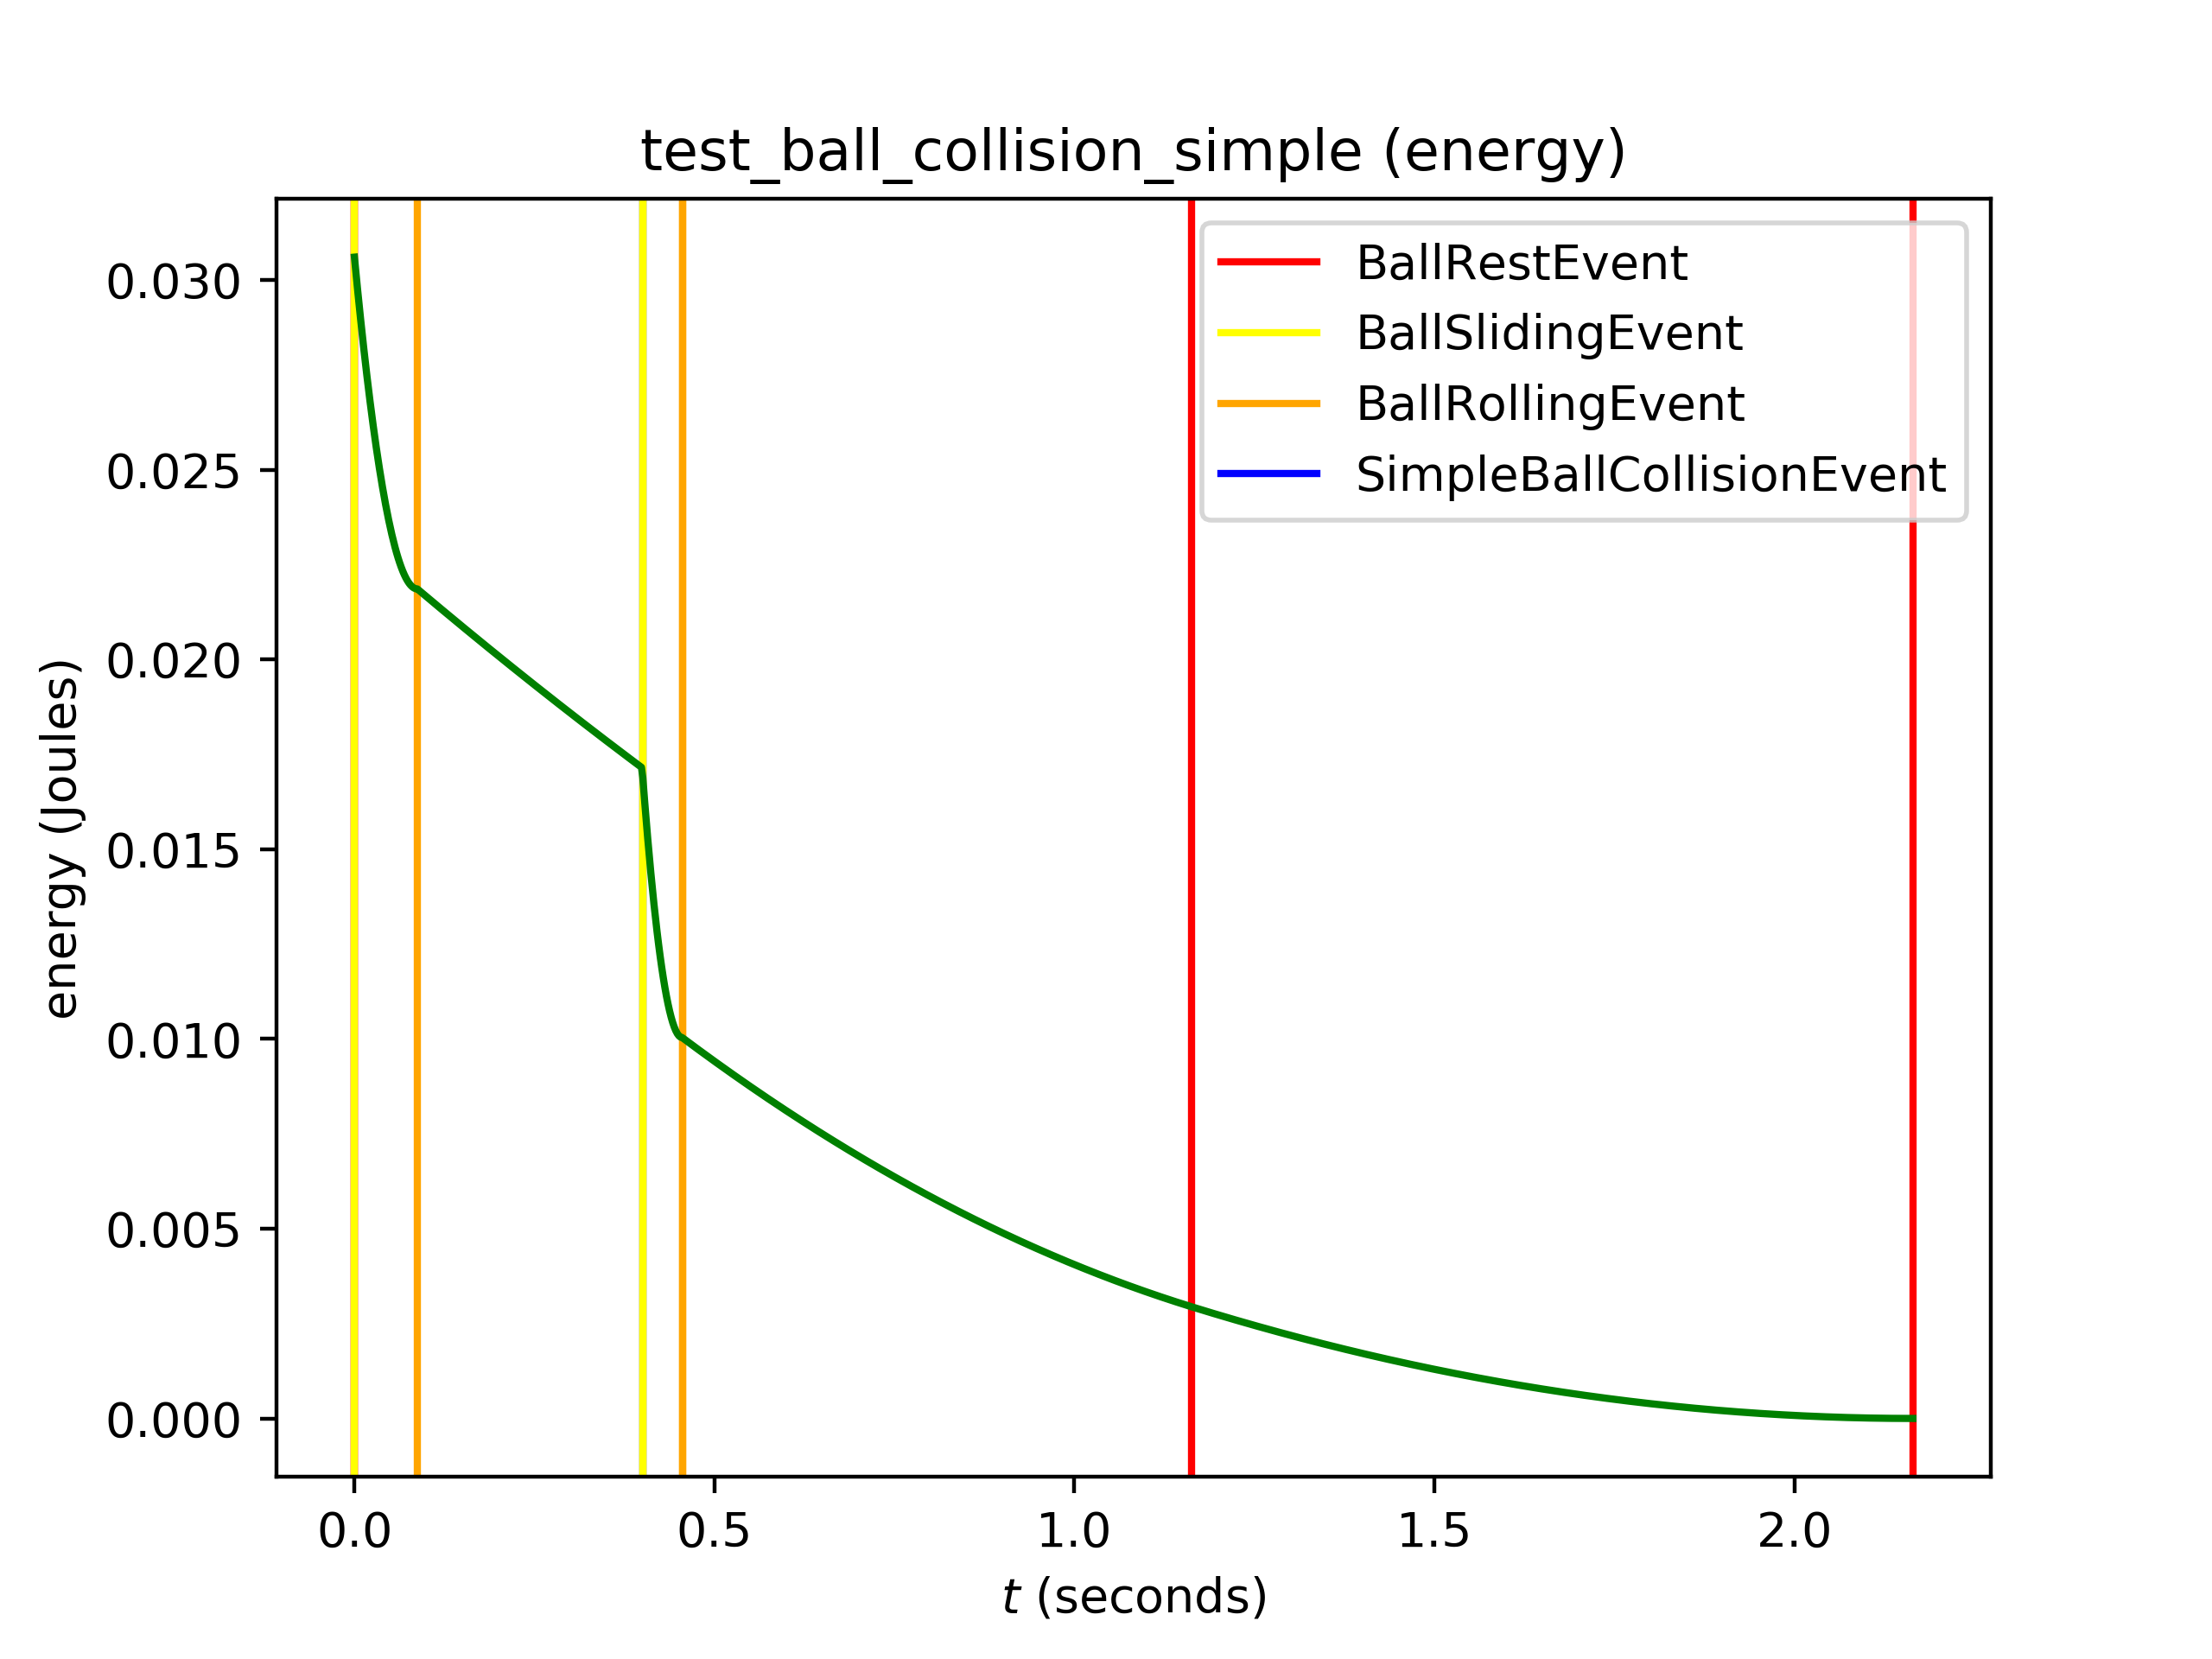 test_ball_collision_simple (energy)
BallRestEvent
BallSlidingEvent
BallRollingEvent
SimpleBallCollisionEvent
energy (Joules)
0.030
0.025
0.020
0.015
0.010
0.005
0.000
0.0 0.5 1.0 1.5 2.0
t (seconds)